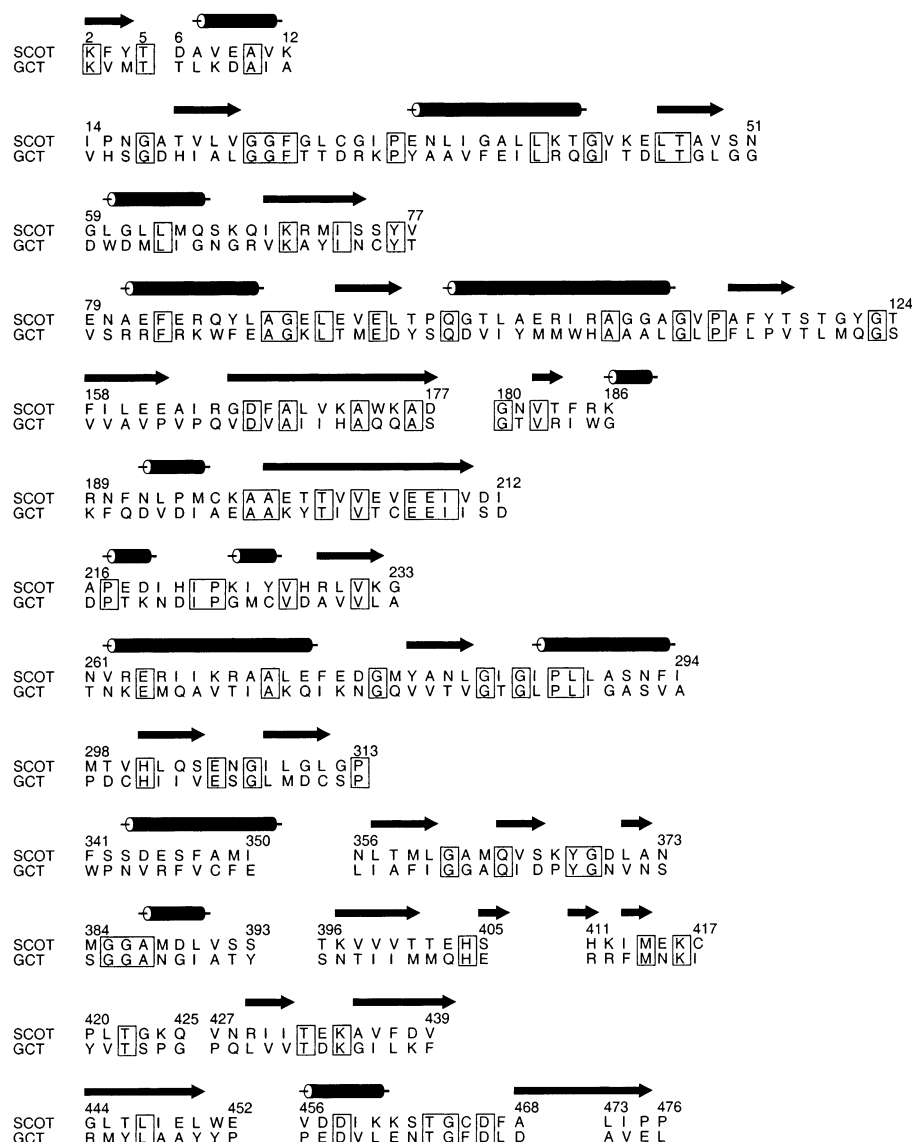 2 5 6 12
SCOT K F Y T D A V E A V K
GCT K V M T T L K D A I A
14 51
SCOT I P N G A T V L V G G F G L C G I P E N L I G A L L K T G V K E L T A V S N
GCT V H S G D H I A L G G F T T D R K P Y A A V F E I L R Q G I T D L T G L G G
59 77
SCOT G L G L L M Q S K Q I K R M I S S Y V
GCT D W D M L I G N G R V K A Y I N C Y T
79 124
SCOT E N A E F E R Q Y L A G E L E V E L T P Q G T L A E R I R A G G A G V P A F Y T S T G Y G T
GCT V S R R F R K W F E A G K L T M E D Y S Q D V I Y M M W H A A A L G L P F L P V T L M Q G S
158 177 180 186
SCOT F I L E E A I R G D F A L V K A W K A D G N V T F R K
GCT V V A V P V P Q V D V A I I H A Q Q A S G T V R I W G
189 212
SCOT R N F N L P M C K A A E T T V V E V E E I V D I
GCT K F Q D V D I A E A A K Y T I V T C E E I I S D
216 233
SCOT A P E D I H I P K I Y V H R L V K G
GCT D P T K N D I P G M C V D A V V L A
261 294
SCOT N V R E R I I K R A A L E F E D G M Y A N L G I G I P L L A S N F I
GCT T N K E M Q A V T I A K Q I K N G Q V V T V G T G L P L I G A S V A
298 313
SCOT M T V H L Q S E N G I L G L G P
GCT P D C H I I V E S G L M D C S P
341 350 356 373
SCOT F S S D E S F A M I N L T M L G A M Q V S K Y G D L A N
GCT W P N V R F V C F E L I A F I G G A Q I D P Y G N V N S
384 393 396 405 411 417
SCOT M G G A M D L V S S T K V V V T T E H S H K I M E K C
GCT S G G A N G I A T Y S N T I I M M Q H E R R F M N K I
420 425 427 439
SCOT P L T G K Q V N R I I T E K A V F D V
GCT Y V T S P G P Q L V V T D K G I L K F
444 452 456 468 473 476
SCOT G L T L I E L W E V D D I K K S T G C D F A L I P P
GCT R M Y L A A Y Y P P E D V L E N T G F D L D A V E L